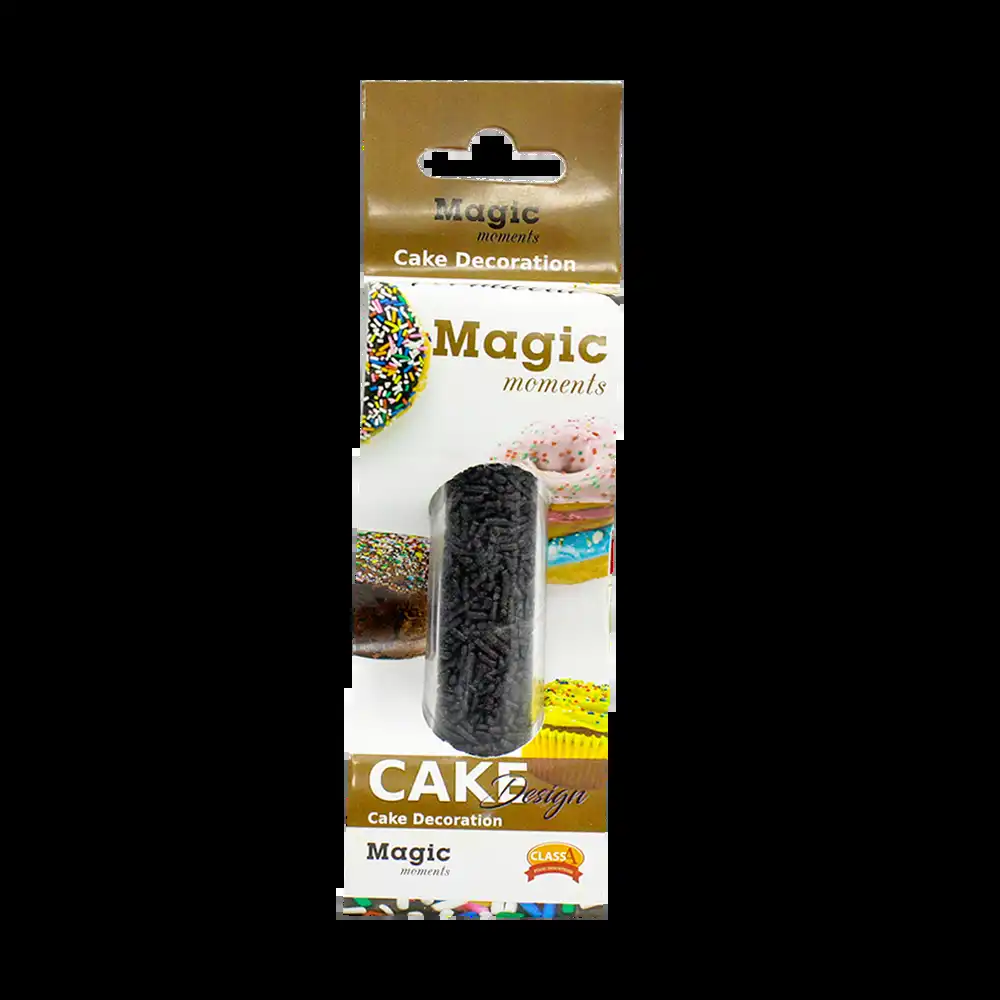 Magic
moments
Cake Decoration
Magic
moments
CAKE
Design
Cake Decoration
Magic
moments
CLASS A